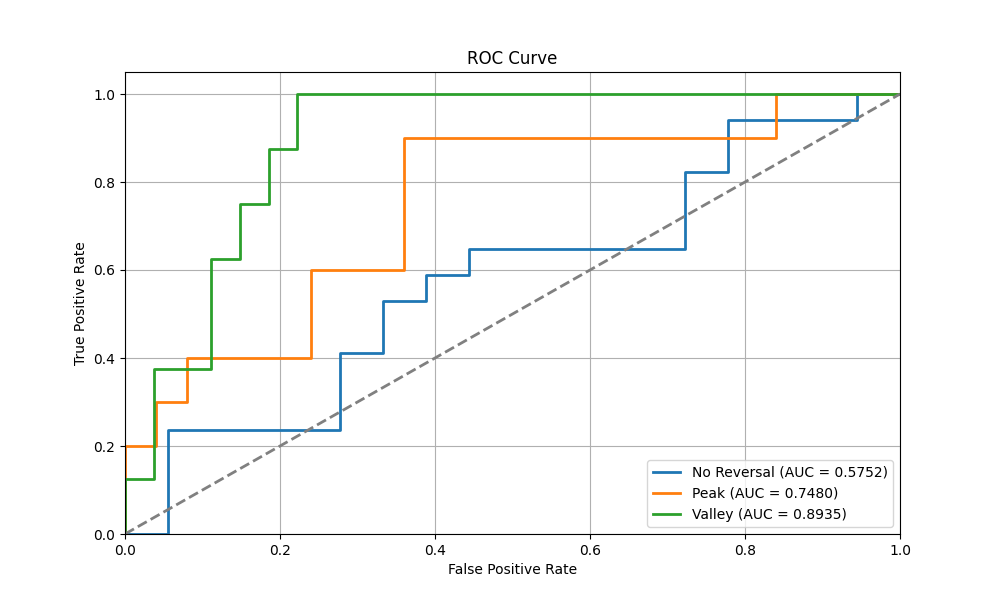 ROC Curve
True Positive Rate
1.0
0.8
0.6
0.4
0.2
0.0
0.0 0.2 0.4 0.6 0.8 1.0
False Positive Rate
No Reversal (AUC = 0.5752)
Peak (AUC = 0.7480)
Valley (AUC = 0.8935)